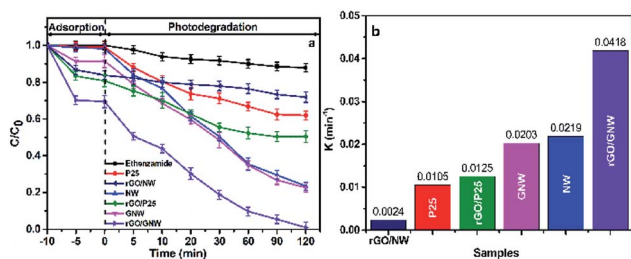 Adsorption Photodegradation
a
C/C0
1.0
0.8
0.6
0.4
0.2
0.0
Ethenzamide
P25
rGO/NW
NW
rGO/P25
GNW
rGO/GNW
-10 -5 0 5 10 20 30 60 90 120
Time (min)
b
K (min-1)
0.05
0.04
0.03
0.02
0.01
0.00
0.0024
0.0105
0.0125
0.0203
0.0219
0.0418
rGO/NW
P25
rGO/P25
GNW
NW
rGO/GNW
Samples